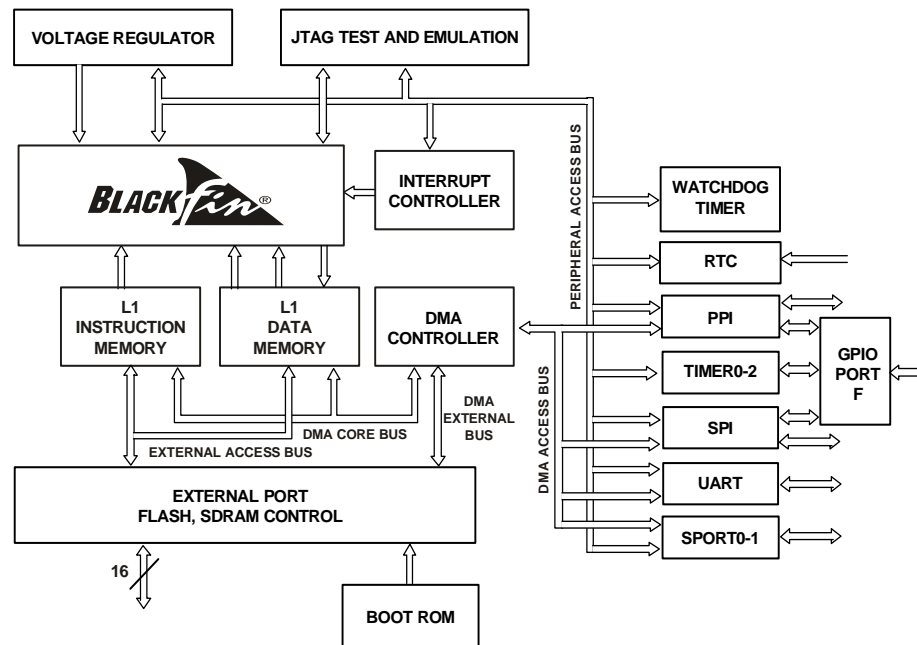 VOLTAGE REGULATOR
JTAG TEST AND EMULATION
BLACKfin®
INTERRUPT
CONTROLLER
PERIPHERAL ACCESS BUS
WATCHDOG
TIMER
RTC
L1
INSTRUCTION
MEMORY
L1
DATA
MEMORY
DMA
CONTROLLER
PPI
GPIO
PORT
F
TIMER0-2
DMA
EXTERNAL
BUS
DMA CORE BUS
EXTERNAL ACCESS BUS
DMA ACCESS BUS
SPI
UART
SPORT0-1
EXTERNAL PORT
FLASH, SDRAM CONTROL
16
BOOT ROM